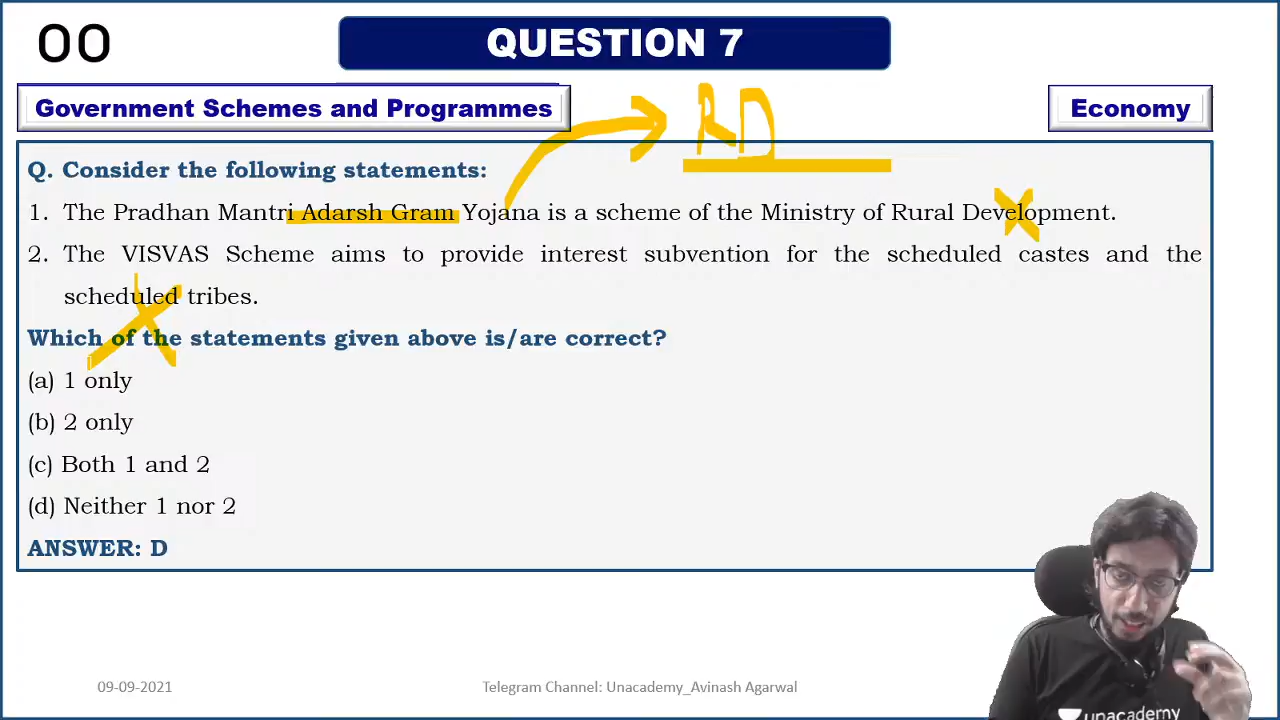 00
QUESTION 7
Government Schemes and Programmes
Economy
RD
Q. Consider the following statements:
1. The Pradhan Mantri Adarsh Gram Yojana is a scheme of the Ministry of Rural Development.
2. The VISVAS Scheme aims to provide interest subvention for the scheduled castes and the
scheduled tribes.
Which of the statements given above is/are correct?
(a) 1 only
(b) 2 only
(c) Both 1 and 2
(d) Neither 1 nor 2
ANSWER: D
09-09-2021
Telegram Channel: Unacademy_Avinash Agarwal
unacademy